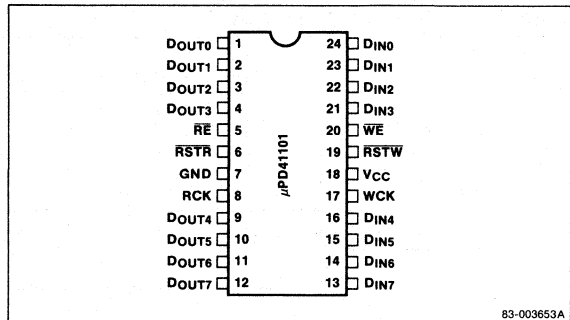 DOUT0 1 24 DIN0
DOUT1 2 23 DIN1
DOUT2 3 22 DIN2
DOUT3 4 21 DIN3
RE 5 20 WE
RSTR 6 19 RSTW
GND 7 18 VCC
RCK 8 17 WCK
DOUT4 9 16 DIN4
DOUT5 10 15 DIN5
DOUT6 11 14 DIN6
DOUT7 12 13 DIN7
µPD41101
83-003653A